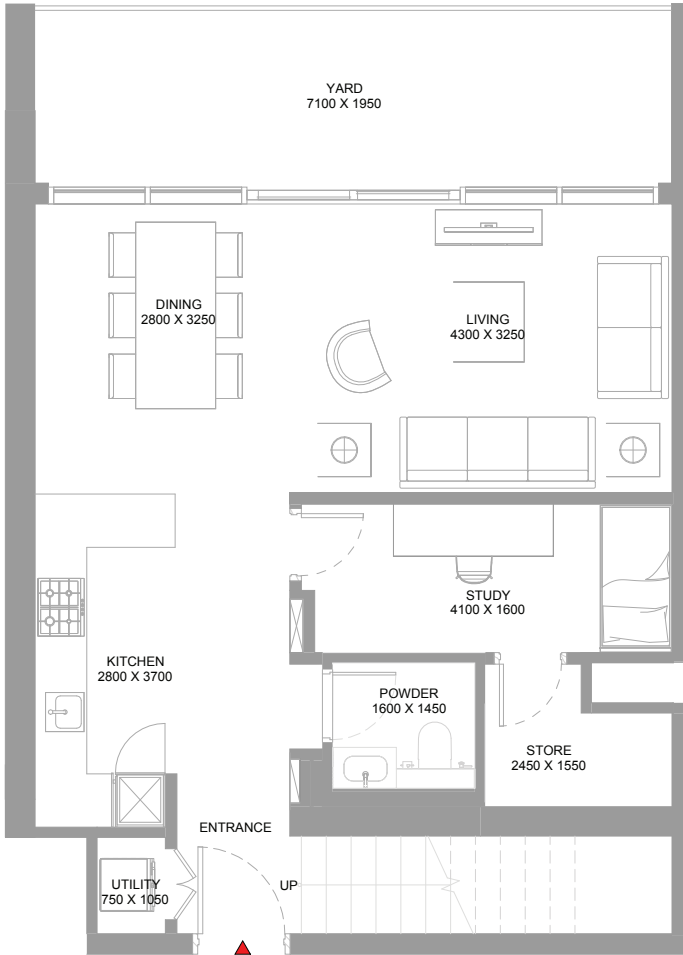 YARD
7100 X 1950
DINING
2800 X 3250
LIVING
4300 X 3250
STUDY
4100 X 1600
KITCHEN
2800 X 3700
POWDER
1600 X 1450
STORE
2450 X 1550
ENTRANCE
UP
UTILITY
750 X 1050